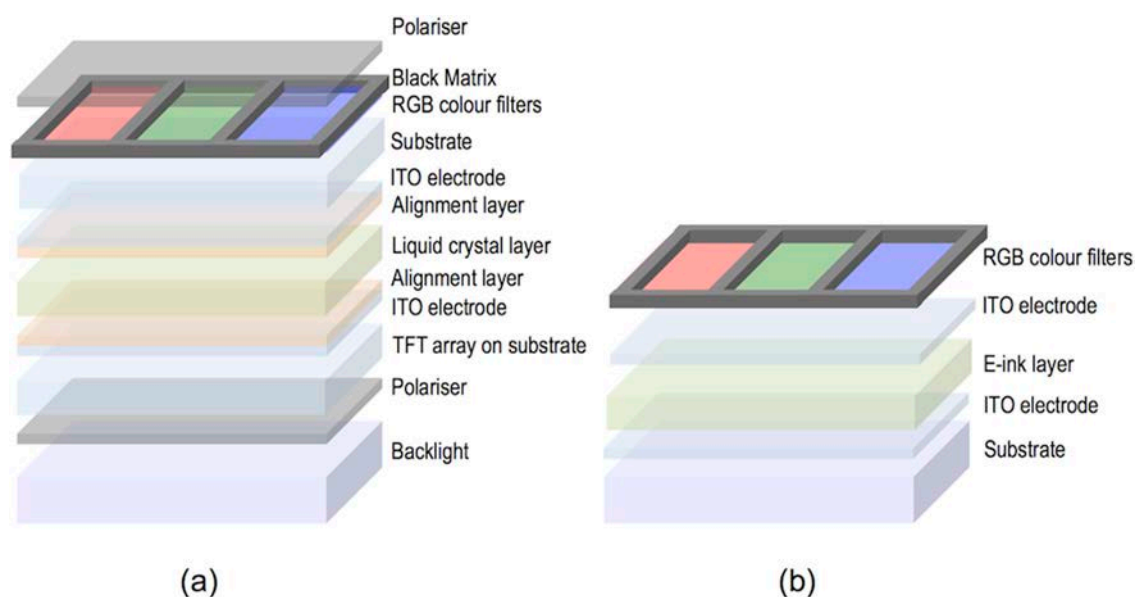 Polariser
Black Matrix
RGB colour filters
Substrate
ITO electrode
Alignment layer
Liquid crystal layer
Alignment layer
ITO electrode
TFT array on substrate
Polariser
Backlight
(a)
RGB colour filters
ITO electrode
E-ink layer
ITO electrode
Substrate
(b)